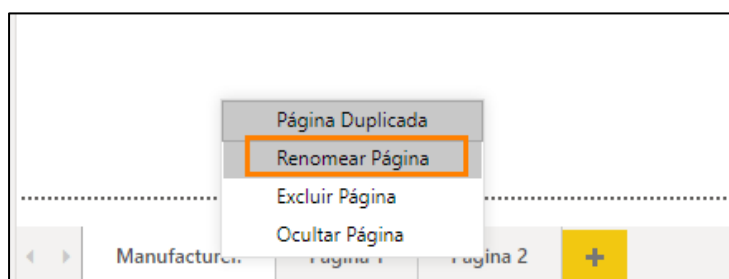 Página Duplicada
Renomear Página
Excluir Página
Ocultar Página
Página 2
+